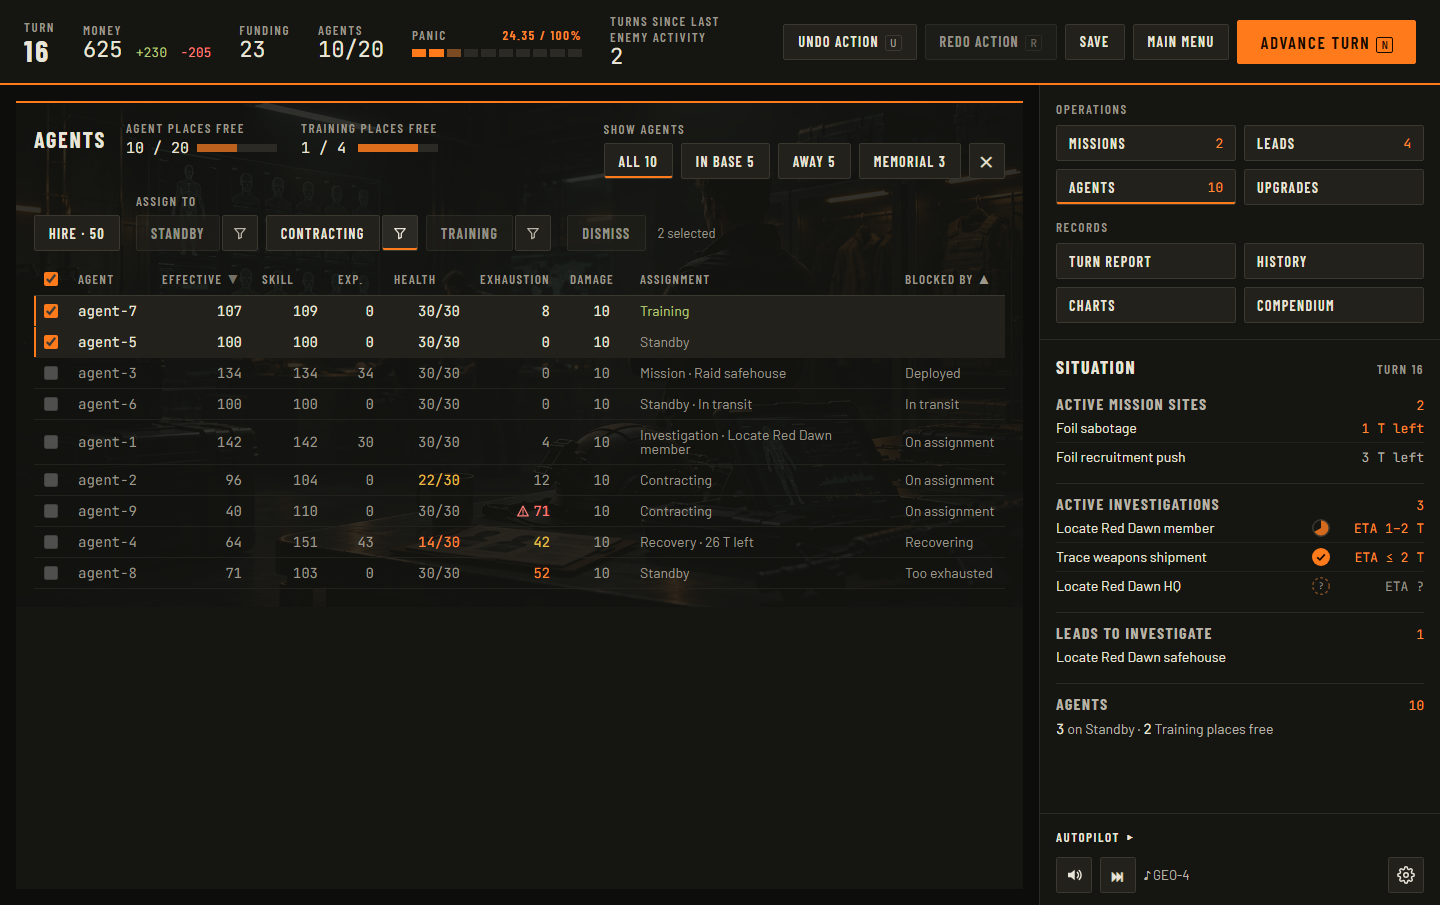 TURN
16
MONEY
625 +230 -205
FUNDING
23
AGENTS
10/20
PANIC 24.35 / 100%
TURNS SINCE LAST
ENEMY ACTIVITY
2
UNDO ACTION U
REDO ACTION R
SAVE
MAIN MENU
ADVANCE TURN N
AGENTS
AGENT PLACES FREE
10 / 20
TRAINING PLACES FREE
1 / 4
SHOW AGENTS
ALL 10
IN BASE 5
AWAY 5
MEMORIAL 3
ASSIGN TO
HIRE · 50
STANDBY
CONTRACTING
TRAINING
DISMISS
2 selected
AGENT EFFECTIVE ▼ SKILL EXP. HEALTH EXHAUSTION DAMAGE ASSIGNMENT BLOCKED BY ▲
agent-7 107 109 0 30/30 8 10 Training
agent-5 100 100 0 30/30 0 10 Standby
agent-3 134 134 34 30/30 0 10 Mission · Raid safehouse Deployed
agent-6 100 100 0 30/30 0 10 Standby · In transit In transit
agent-1 142 142 30 30/30 4 10 Investigation · Locate Red Dawn member On assignment
agent-2 96 104 0 22/30 12 10 Contracting On assignment
agent-9 40 110 0 30/30 71 10 Contracting On assignment
agent-4 64 151 43 14/30 42 10 Recovery · 26 T left Recovering
agent-8 71 103 0 30/30 52 10 Standby Too exhausted
OPERATIONS
MISSIONS 2
LEADS 4
AGENTS 10
UPGRADES
RECORDS
TURN REPORT
HISTORY
CHARTS
COMPENDIUM
SITUATION TURN 16
ACTIVE MISSION SITES 2
Foil sabotage 1 T left
Foil recruitment push 3 T left
ACTIVE INVESTIGATIONS 3
Locate Red Dawn member ETA 1–2 T
Trace weapons shipment ETA ≤ 2 T
Locate Red Dawn HQ ? ETA ?
LEADS TO INVESTIGATE 1
Locate Red Dawn safehouse
AGENTS 10
3 on Standby · 2 Training places free
AUTOPILOT ▸
♪ GEO-4